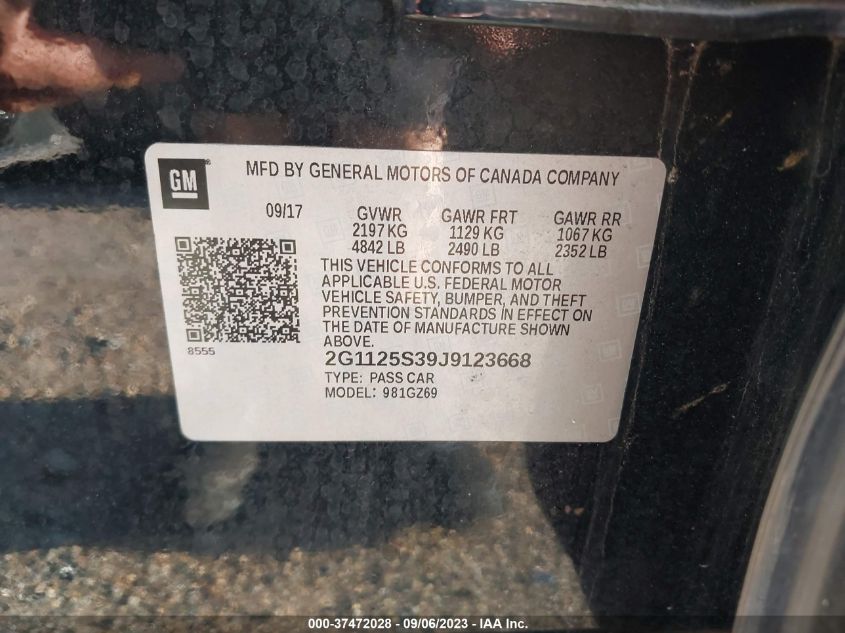 GM
MFD BY GENERAL MOTORS OF CANADA COMPANY
09/17 GVWR GAWR FRT GAWR RR
2197 KG 1129 KG 1067 KG
4842 LB 2490 LB 2352 LB
THIS VEHICLE CONFORMS TO ALL
APPLICABLE U.S. FEDERAL MOTOR
VEHICLE SAFETY, BUMPER, AND THEFT
PREVENTION STANDARDS IN EFFECT ON
THE DATE OF MANUFACTURE SHOWN
ABOVE.
8555
2G1125S39J9123668
TYPE: PASS CAR
MODEL: 981GZ69
000-37472028 - 09/06/2023 - IAA Inc.